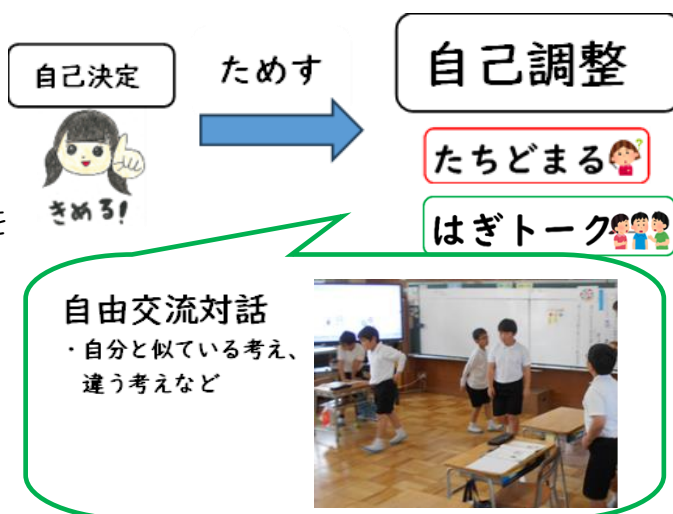 自己決定
ためす
自己調整
きめる!
たちどまる
はぎトーク
を
自由交流対話
・自分と似ている考え、
違う考えなど